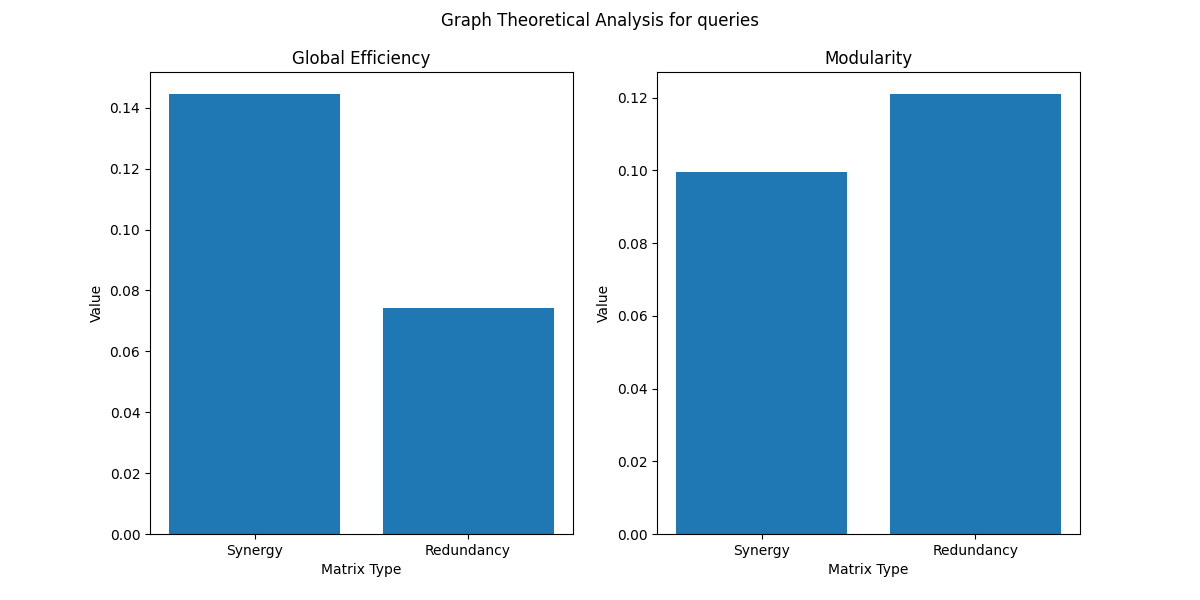 Graph Theoretical Analysis for queries
Global Efficiency
Value
0.14
0.12
0.10
0.08
0.06
0.04
0.02
0.00
Synergy
Redundancy
Matrix Type
Modularity
Value
0.12
0.10
0.08
0.06
0.04
0.02
0.00
Synergy
Redundancy
Matrix Type